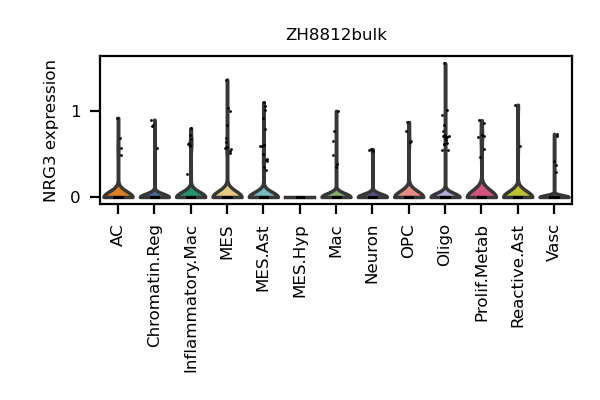 ZH8812bulk
NRG3 expression
1
0
AC
Chromatin.Reg
Inflammatory.Mac
MES
MES.Ast
MES.Hyp
Mac
Neuron
OPC
Oligo
Prolif.Metab
Reactive.Ast
Vasc